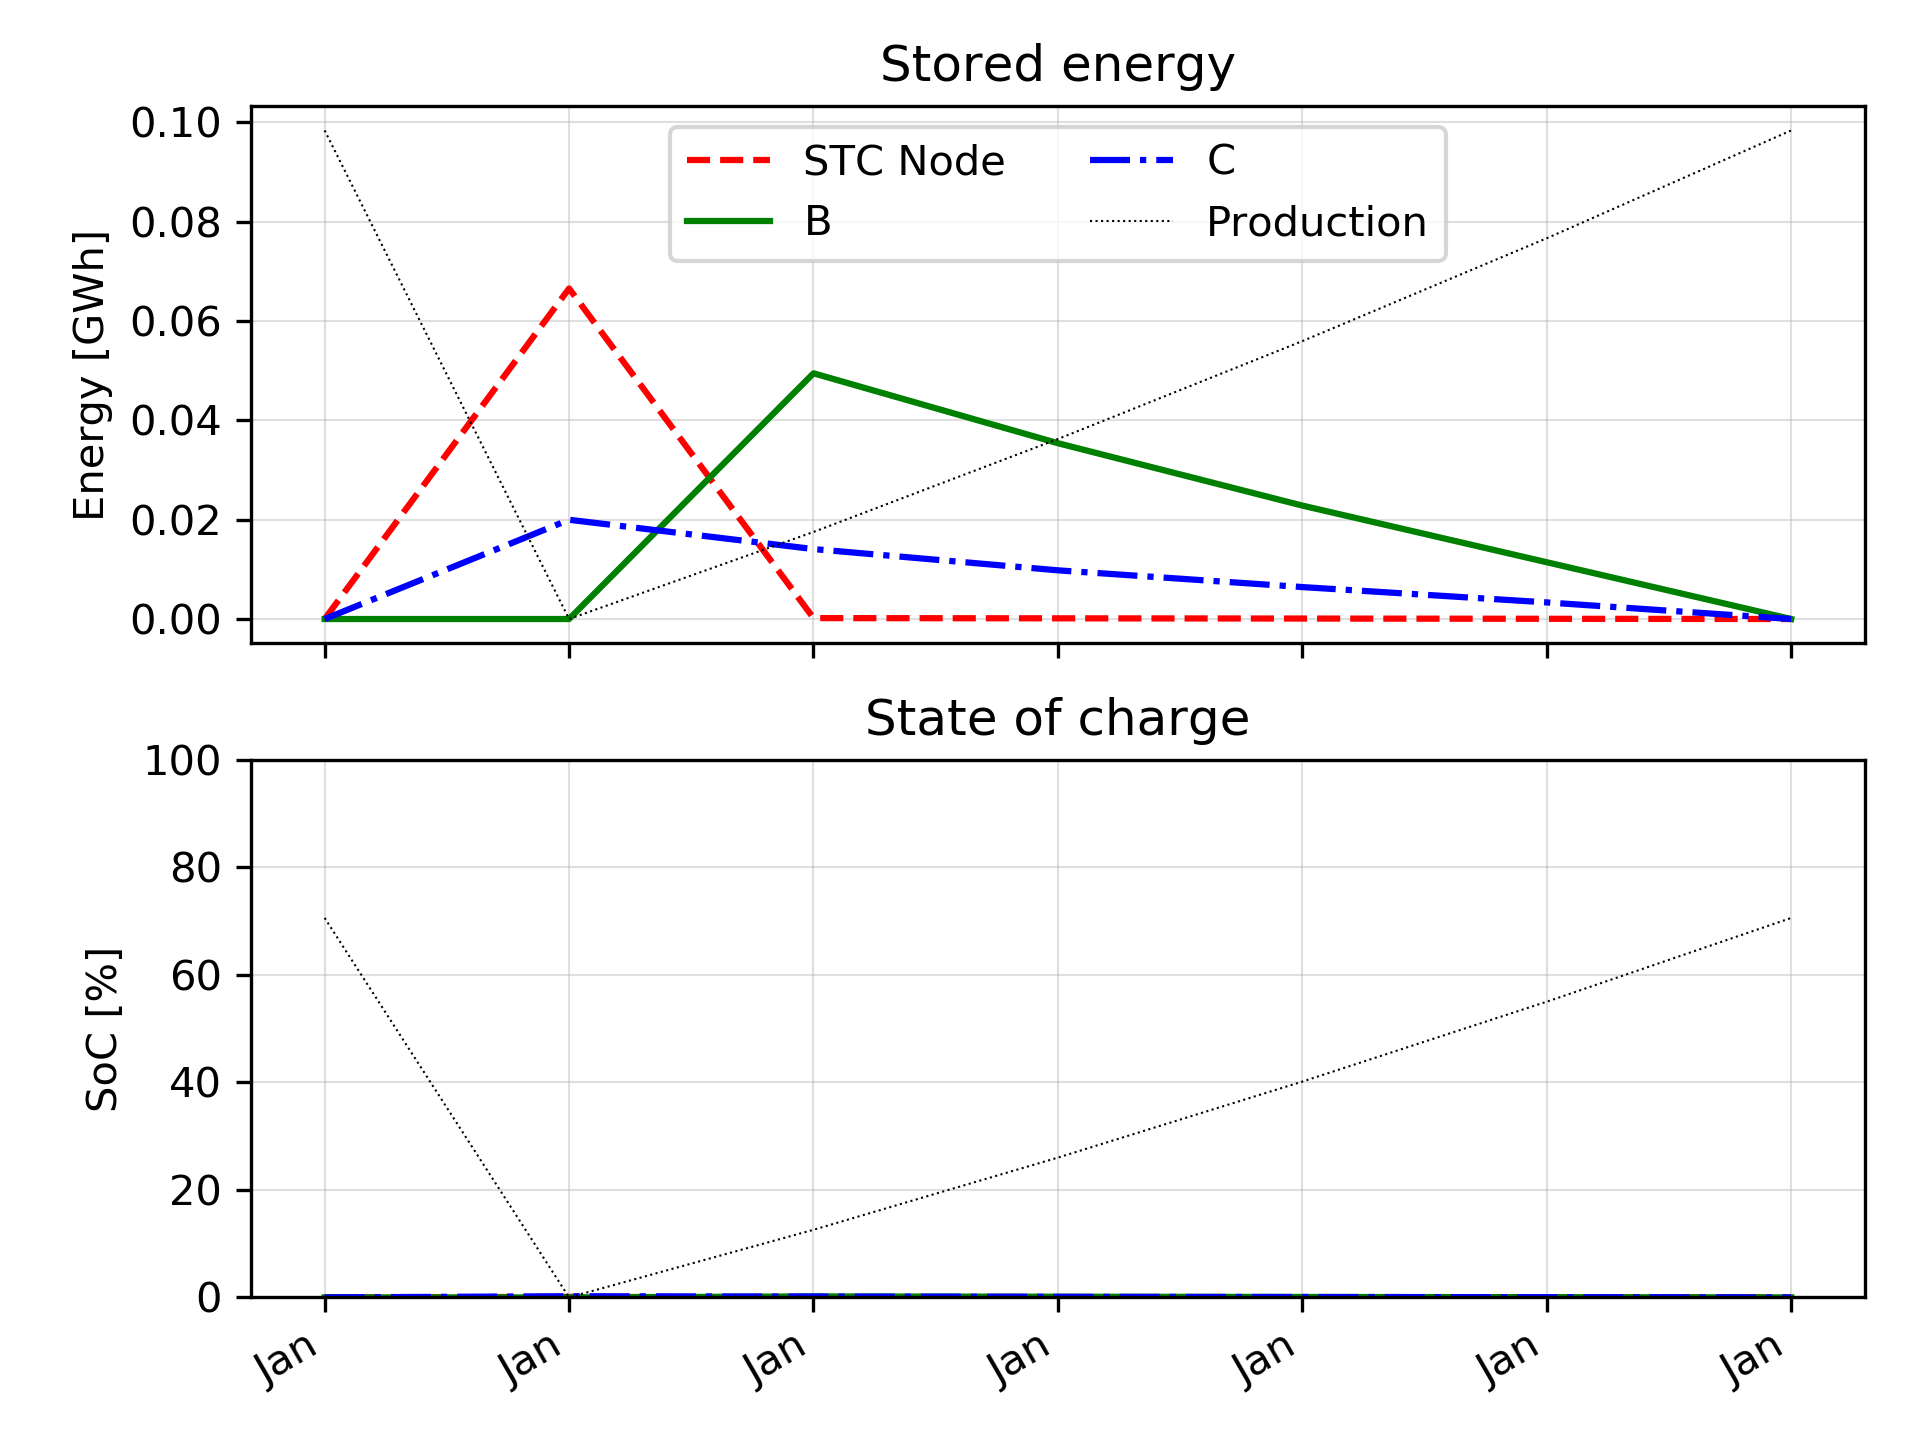 Stored energy
0.10
0.08
0.06
0.04
0.02
0.00
Energy [GWh]
STC Node
B
C
Production
State of charge
100
80
60
40
20
0
SoC [%]
Jan Jan Jan Jan Jan Jan Jan